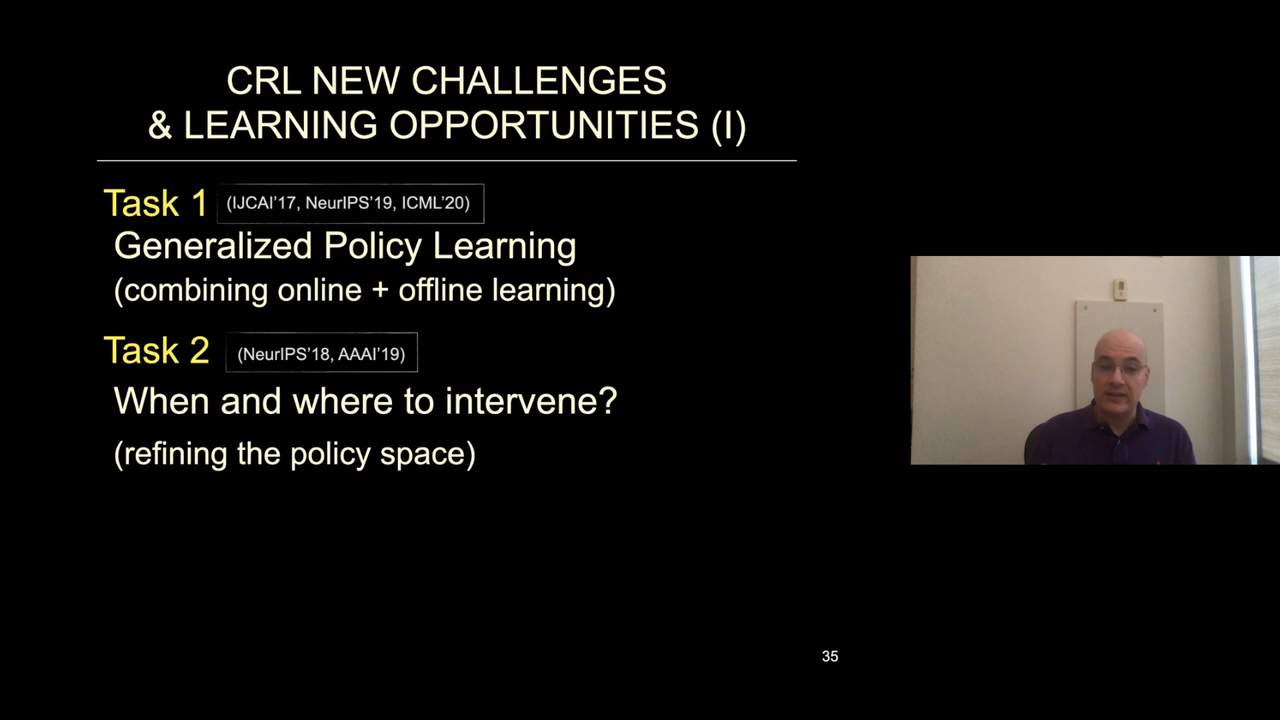 CRL NEW CHALLENGES
& LEARNING OPPORTUNITIES (I)
Task 1 (IJCAI’17, NeurIPS’19, ICML’20)
Generalized Policy Learning
(combining online + offline learning)
Task 2 (NeurIPS’18, AAAI’19)
When and where to intervene?
(refining the policy space)
35